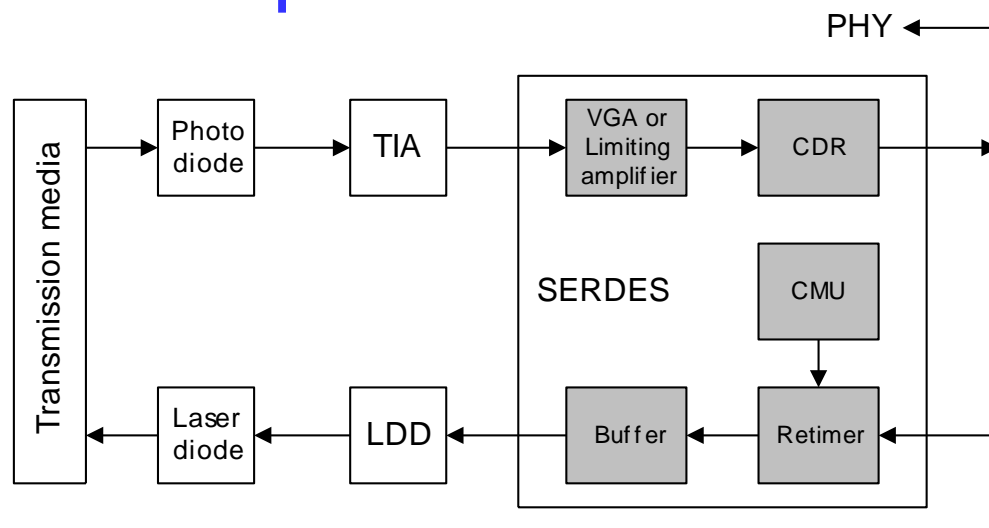 PHY
Transmission media
Photo
diode
TIA
VGA or
Limiting
amplifier
CDR
SERDES
CMU
Laser
diode
LDD
Buffer
Retimer